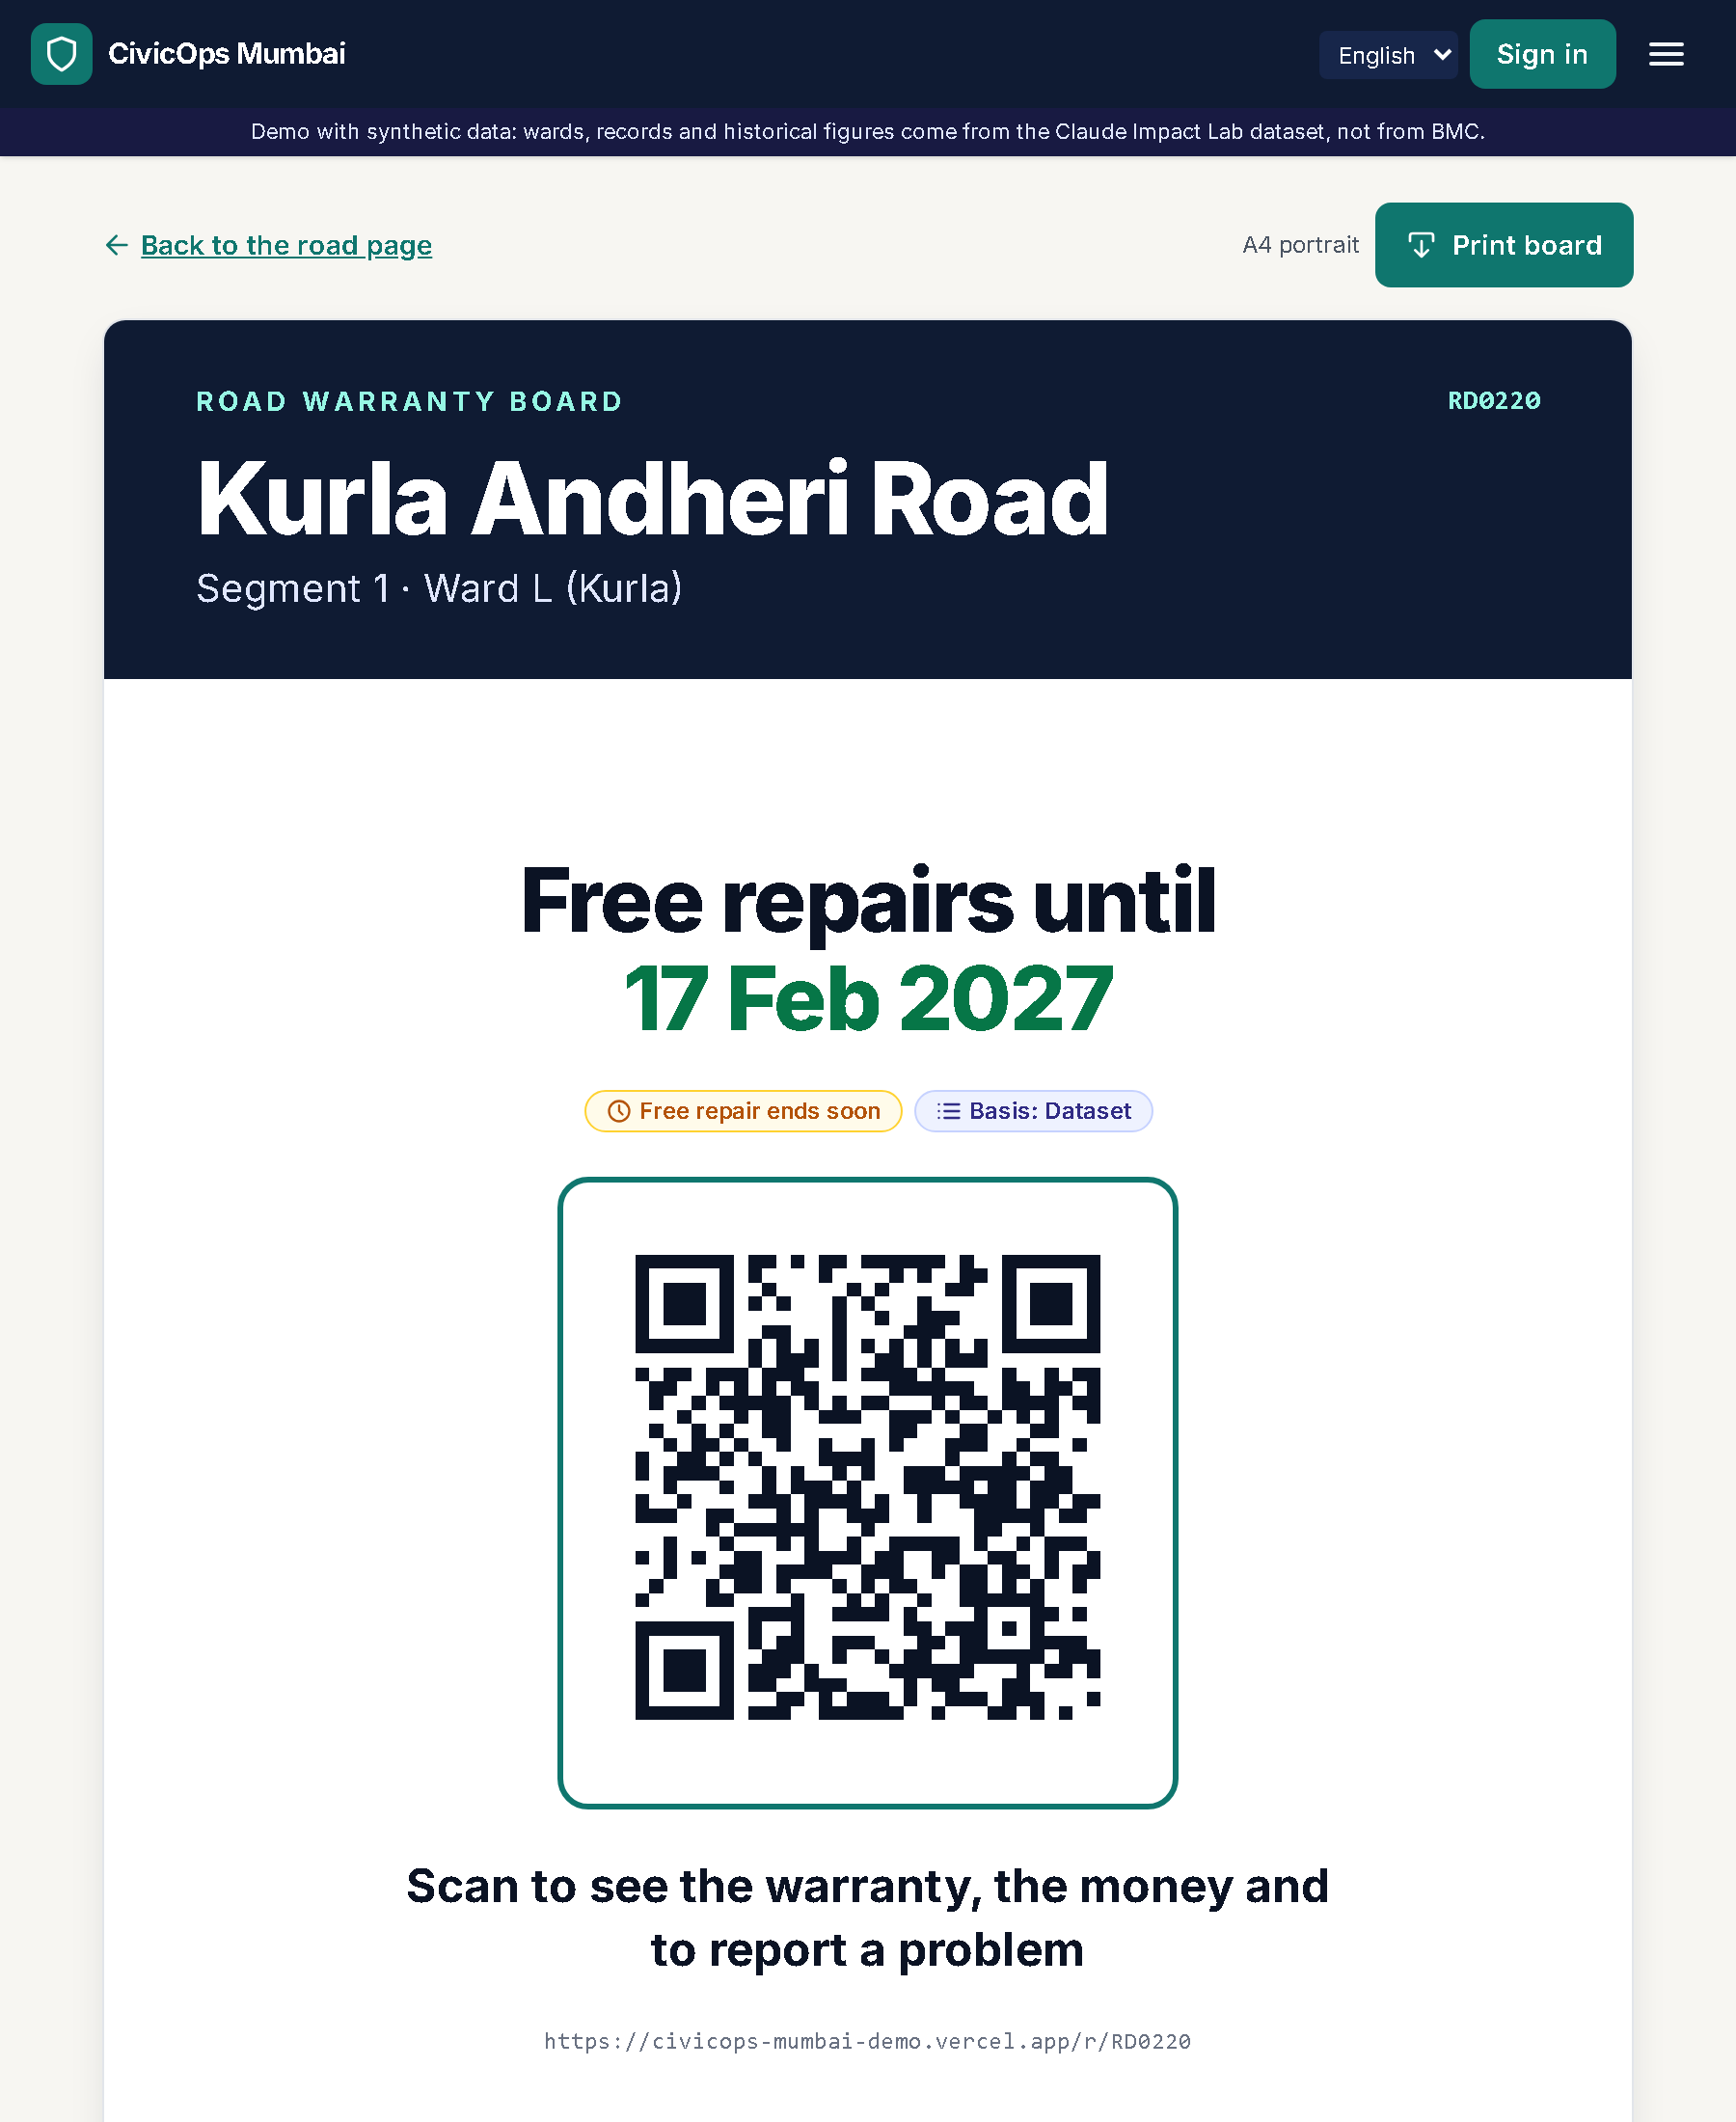 CivicOps Mumbai
English
Sign in
Demo with synthetic data: wards, records and historical figures come from the Claude Impact Lab dataset, not from BMC.
Back to the road page
A4 portrait
Print board
ROAD WARRANTY BOARD
RD0220
Kurla Andheri Road
Segment 1 · Ward L (Kurla)
Free repairs until
17 Feb 2027
Free repair ends soon
Basis: Dataset
Scan to see the warranty, the money and
to report a problem
https://civicops-mumbai-demo.vercel.app/r/RD0220